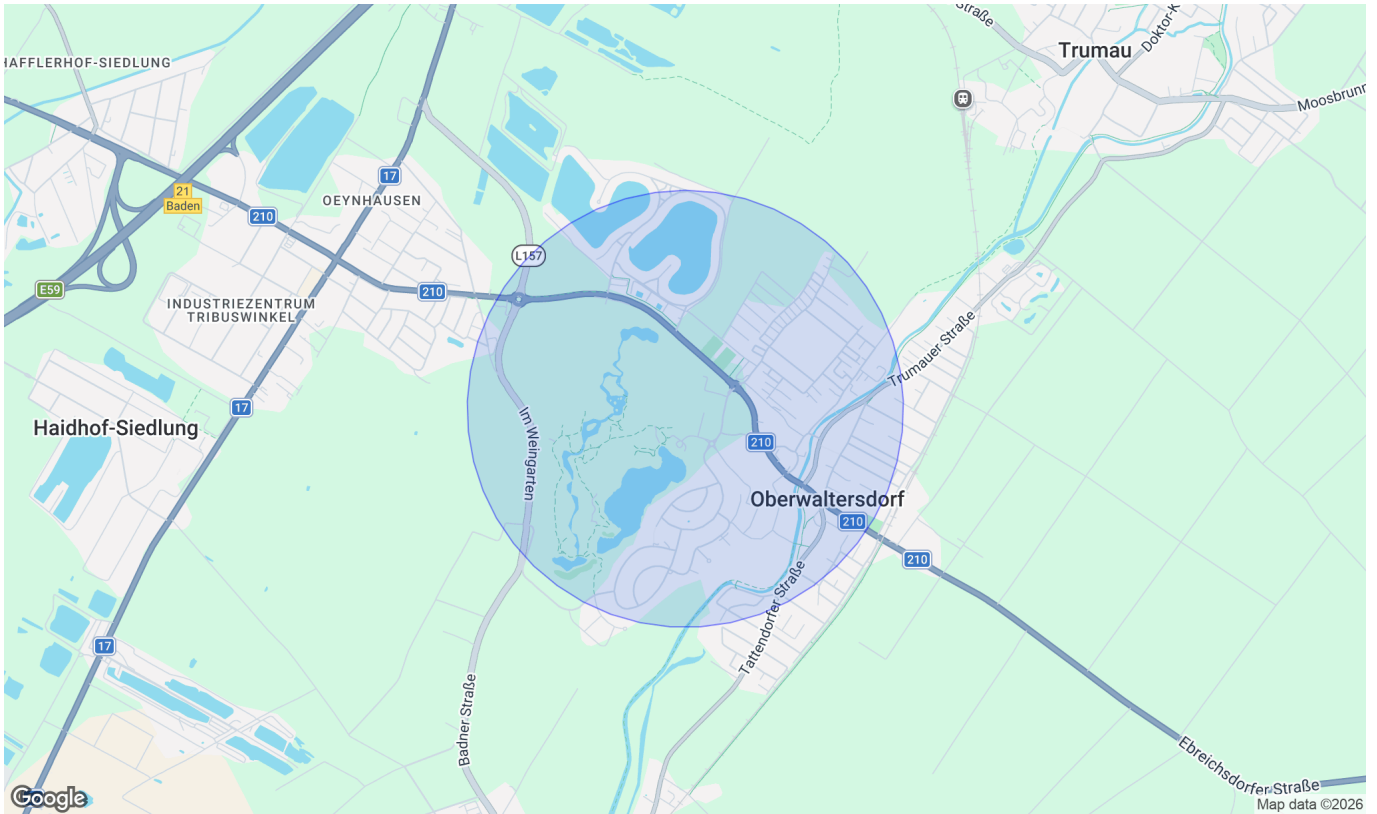 Straße
Doktor-K
Trumau
HAFFLERHOF-SIEDLUNG
Moosbrunn
17
21
Baden
OEYNHAUSEN
210
L157
E59
210
INDUSTRIEZENTRUM
TRIBUSWINKEL
Trumauer Straße
17
Haidhof-Siedlung
Im Weingarten
210
Oberwaltersdorf
210
210
Tattendorfer Straße
17
Badner Straße
Ebreichsdorfer Straße
Google
Map data ©2026